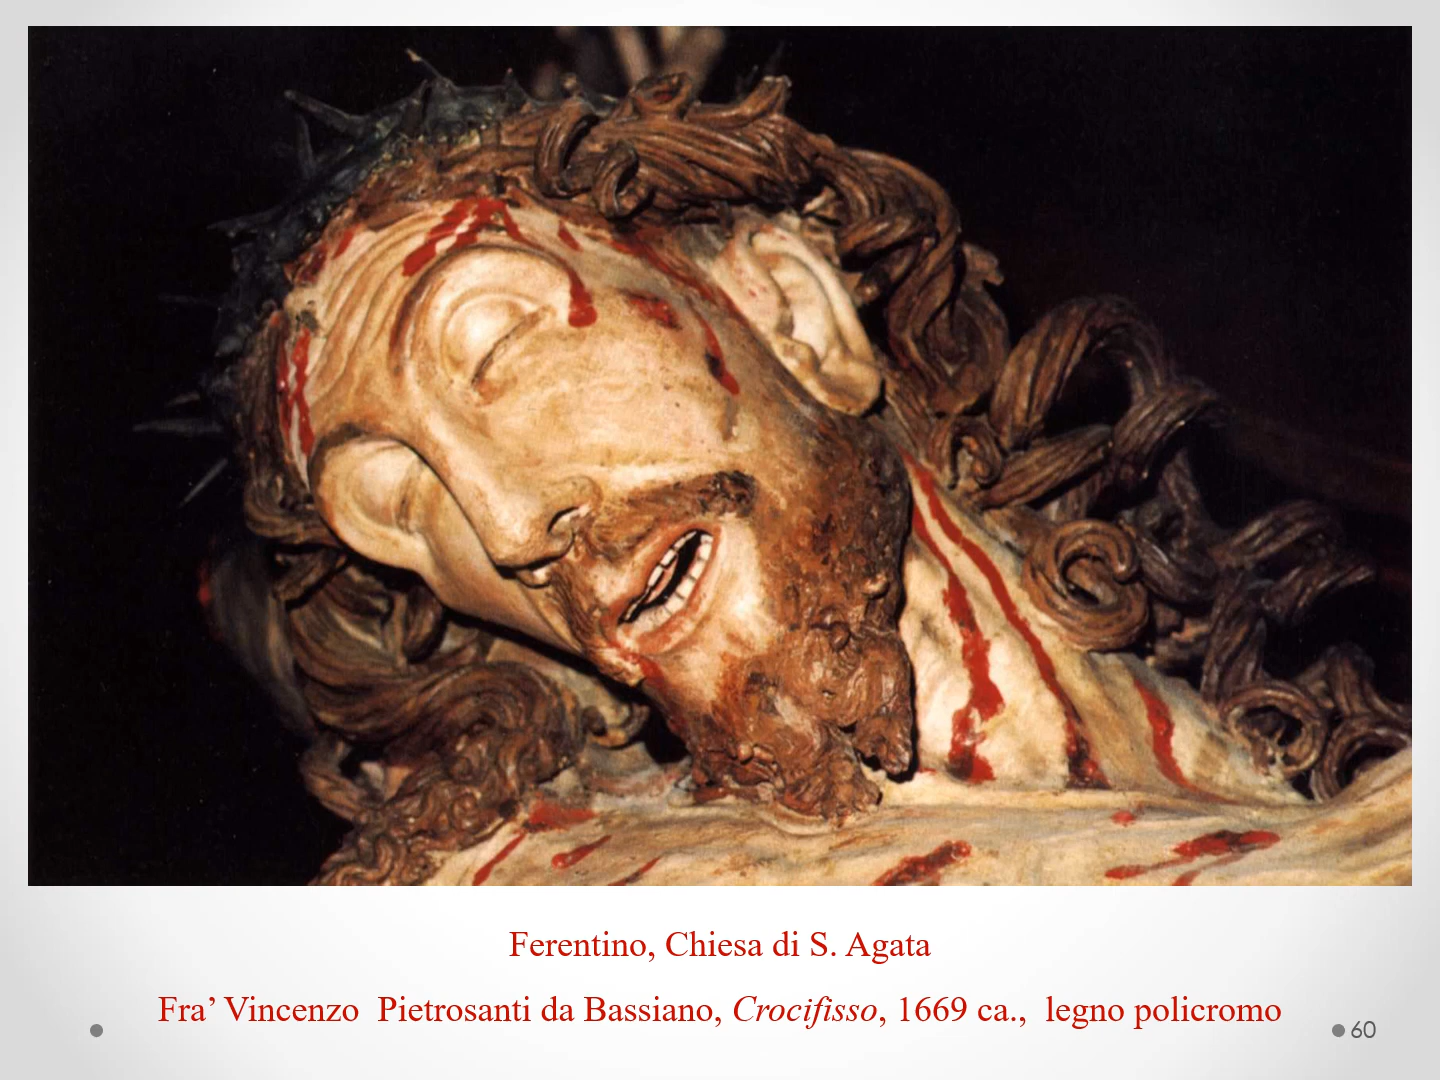 Ferentino, Chiesa di S. Agata
Fra’ Vincenzo  Pietrosanti da Bassiano, Crocifisso, 1669 ca.,  legno policromo
60